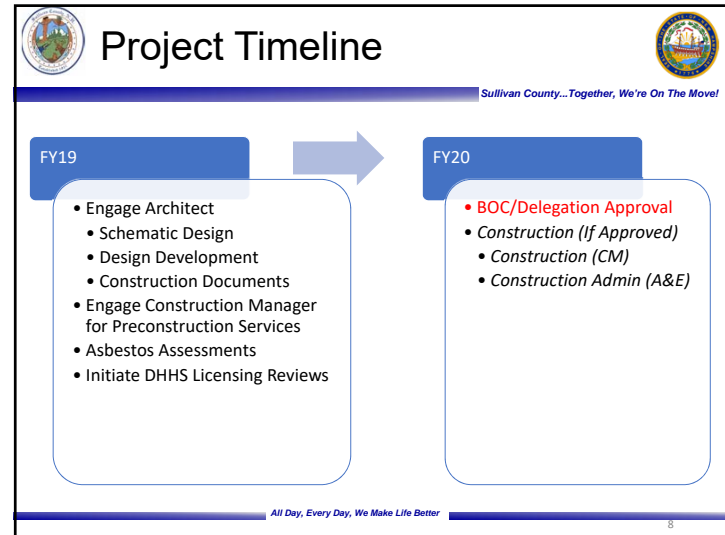 Project Timeline
Sullivan County...Together, We're On The Move!
FY19
• Engage Architect
• Schematic Design
• Design Development
• Construction Documents
• Engage Construction Manager
for Preconstruction Services
• Asbestos Assessments
• Initiate DHHS Licensing Reviews
FY20
• BOC/Delegation Approval
• Construction (If Approved)
• Construction (CM)
• Construction Admin (A&E)
All Day, Every Day, We Make Life Better
8